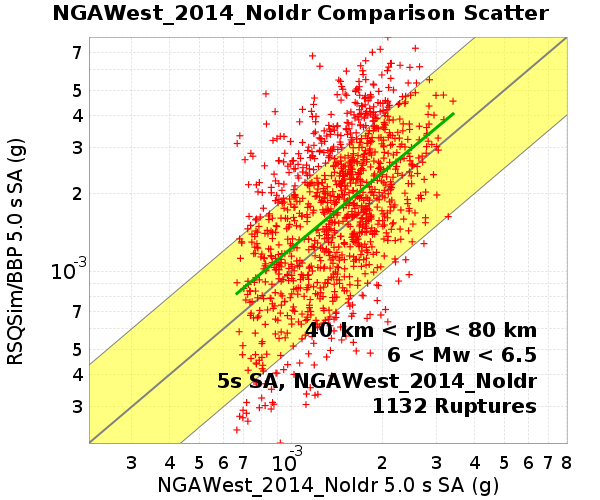 NGAWest_2014_NoIdr Comparison Scatter
7
5
4
3
2
10-3
7
5
4
3
RSQSim/BBP 5.0 s SA (g)
40 km < rJB < 80 km
6 < Mw < 6.5
5s SA, NGAWest_2014_NoIdr
1132 Ruptures
3 4 5 6 7 10-3 2 3 4 5 6 7 8
NGAWest_2014_NoIdr 5.0 s SA (g)